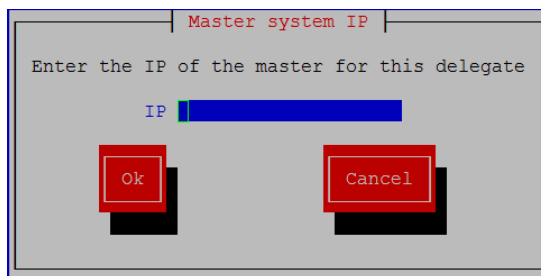 Master system IP
Enter the IP of the master for this delegate
IP
Ok Cancel